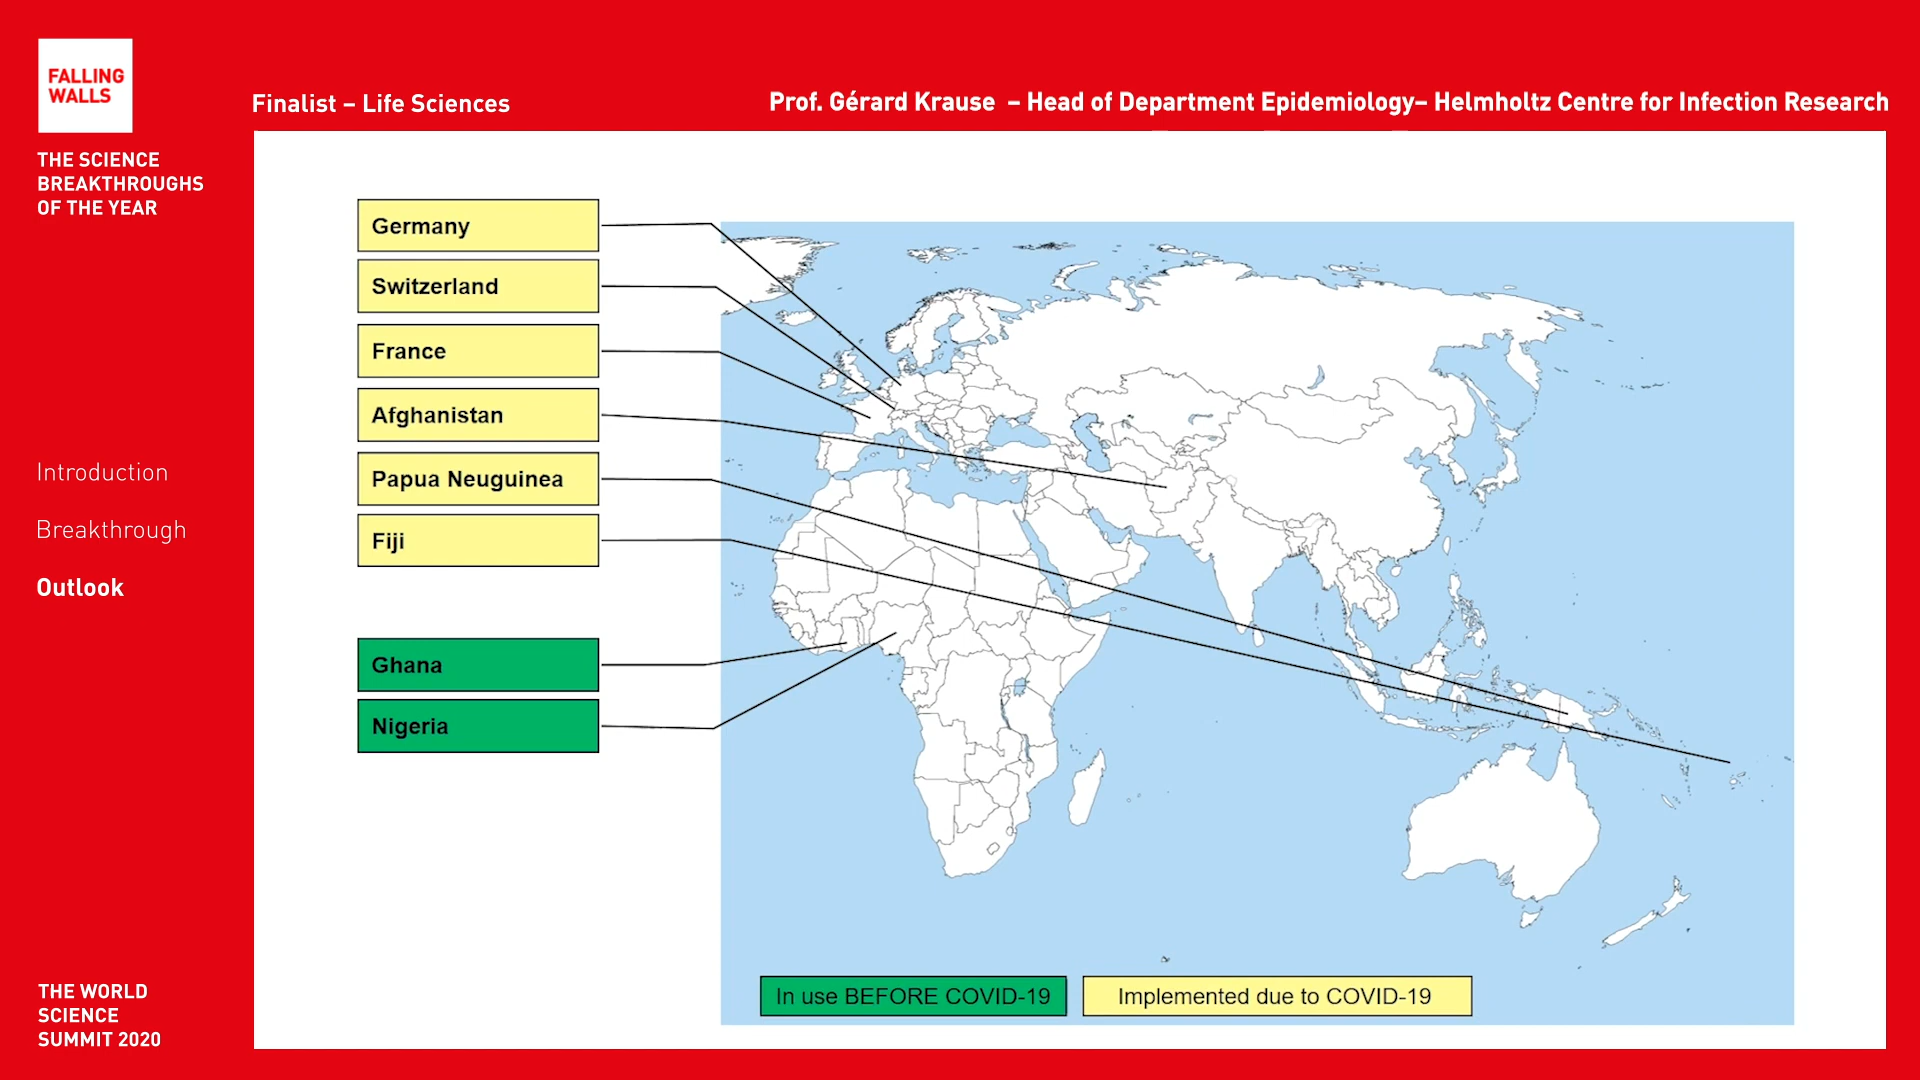 FALLING
WALLS
THE SCIENCE
BREAKTHROUGHS
OF THE YEAR
Finalist – Life Sciences
Prof. Gérard Krause – Head of Department Epidemiology– Helmholtz Centre for Infection Research
Germany
Switzerland
France
Afghanistan
Papua Neuguinea
Fiji
Ghana
Nigeria
Introduction
Breakthrough
Outlook
In use BEFORE COVID-19
Implemented due to COVID-19
THE WORLD
SCIENCE
SUMMIT 2020